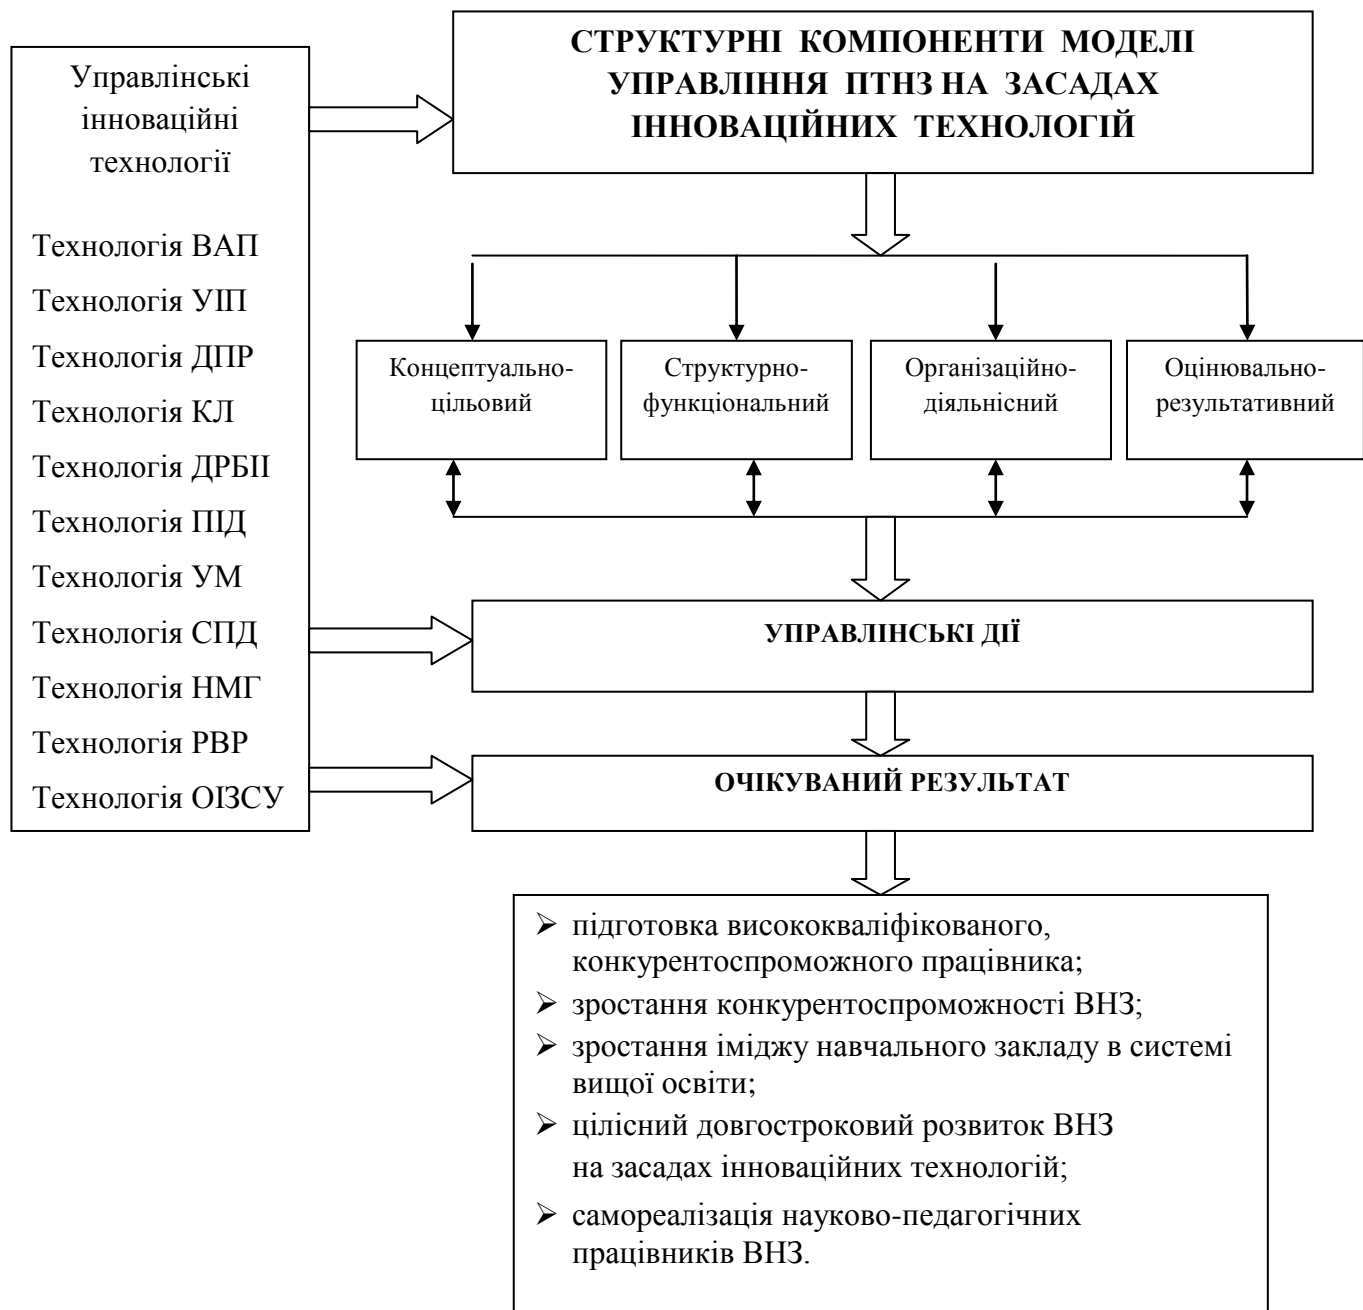 СТРУКТУРНІ КОМПОНЕНТИ МОДЕЛІ
УПРАВЛІННЯ ПТНЗ НА ЗАСАДАХ
ІННОВАЦІЙНИХ ТЕХНОЛОГІЙ
Управлінські
інноваційні
технології
Технологія ВАП
Технологія УІП
Технологія ДПР
Технологія КЛ
Технологія ДРБІІ
Технологія ПІД
Технологія УМ
Технологія СПД
Технологія НМГ
Технологія РВР
Технологія ОІЗСУ
Концептуально-
цільовий
Структурно-
функціональний
Організаційно-
діяльнісний
Оцінювально-
результативний
УПРАВЛІНСЬКІ ДІЇ
ОЧІКУВАНИЙ РЕЗУЛЬТАТ
➢ підготовка висококваліфікованого,
конкурентоспроможного працівника;
➢ зростання конкурентоспроможності ВНЗ;
➢ зростання іміджу навчального закладу в системі
вищої освіти;
➢ цілісний довгостроковий розвиток ВНЗ
на засадах інноваційних технологій;
➢ самореалізація науково-педагогічних
працівників ВНЗ.